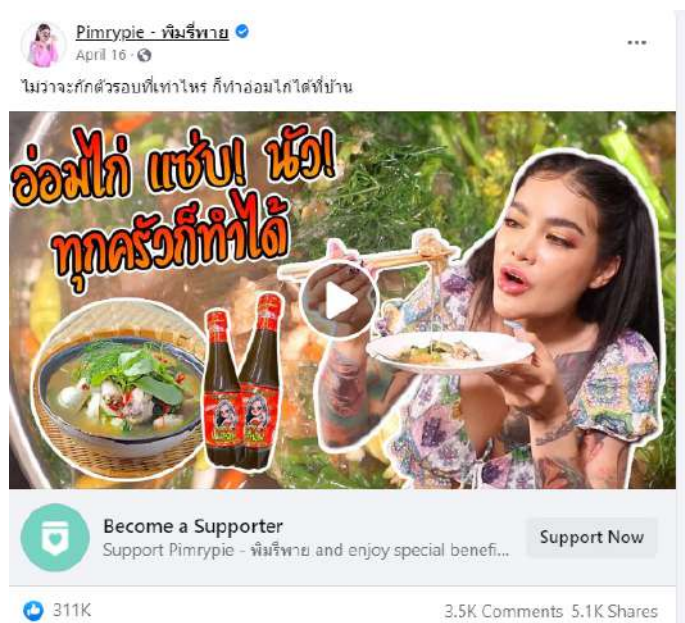 Pimrypie - พิมรี่พาย
April 16
ไม่ว่าจะกักตัวรอบที่เท่าไหร่ ก็ทำอ่อมไก่ได้ที่บ้าน
อ่อมไก่ แซ่บ! นัว!
ทุกครัวก็ทำได้
Become a Supporter
Support Pimrypie - พิมรี่พาย and enjoy special benefi...
Support Now
311K
3.5K Comments 5.1K Shares